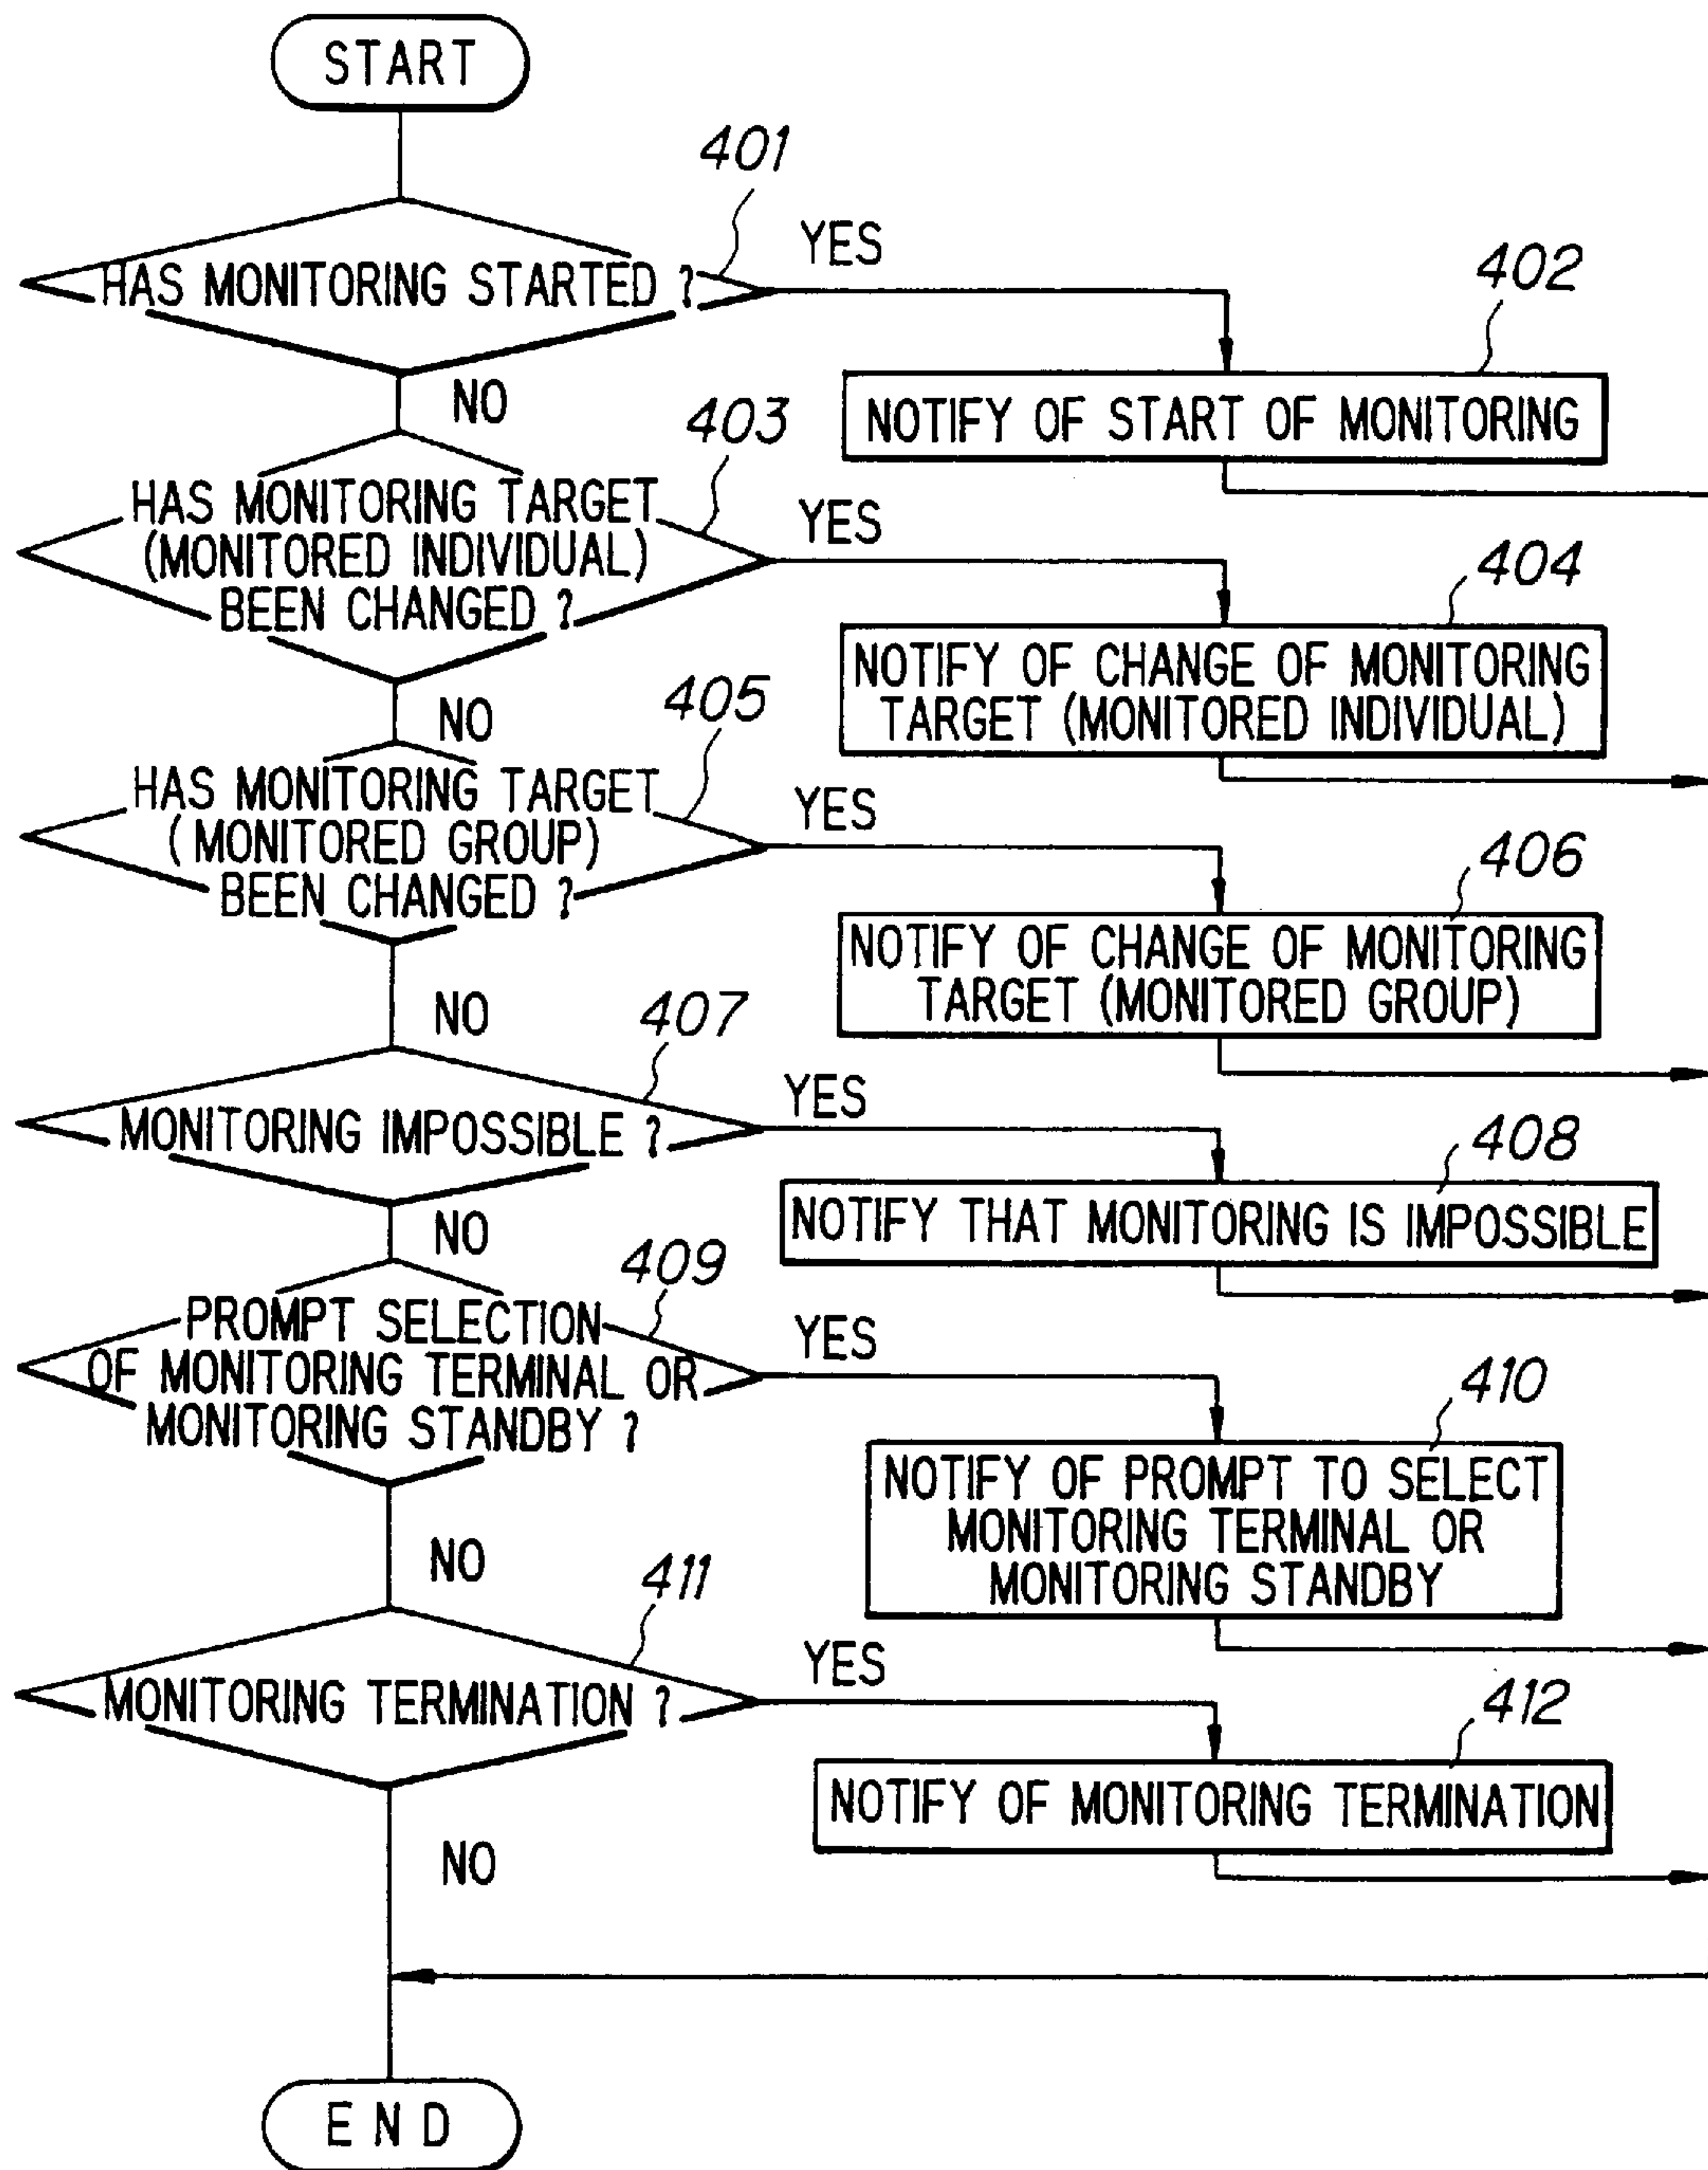 START
401
HAS MONITORING STARTED ?
YES
402
NOTIFY OF START OF MONITORING
NO
403
HAS MONITORING TARGET
(MONITORED INDIVIDUAL)
BEEN CHANGED ?
YES
404
NOTIFY OF CHANGE OF MONITORING
TARGET (MONITORED INDIVIDUAL)
NO
405
HAS MONITORING TARGET
( MONITORED GROUP)
BEEN CHANGED ?
YES
406
NOTIFY OF CHANGE OF MONITORING
TARGET (MONITORED GROUP)
NO
407
MONITORING IMPOSSIBLE ?
YES
408
NOTIFY THAT MONITORING IS IMPOSSIBLE
NO
409
PROMPT SELECTION
OF MONITORING TERMINAL OR
MONITORING STANDBY ?
YES
410
NOTIFY OF PROMPT TO SELECT
MONITORING TERMINAL OR
MONITORING STANDBY
NO
411
MONITORING TERMINATION ?
YES
412
NOTIFY OF MONITORING TERMINATION
NO
END